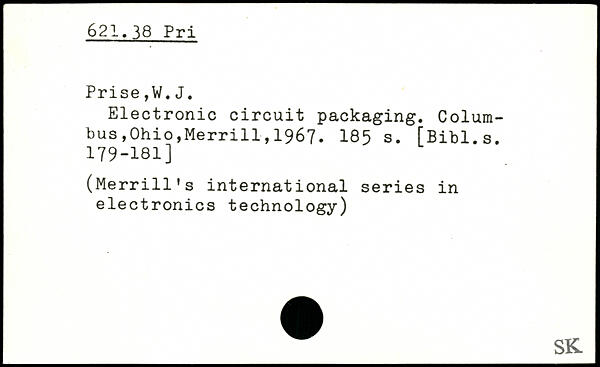 621.38 Pri
Prise,W.J.
Electronic circuit packaging. Colum-
bus,Ohio,Merrill,1967. 185 s. [Bibl.s.
179-181]
(Merrill's international series in
electronics technology)
SK